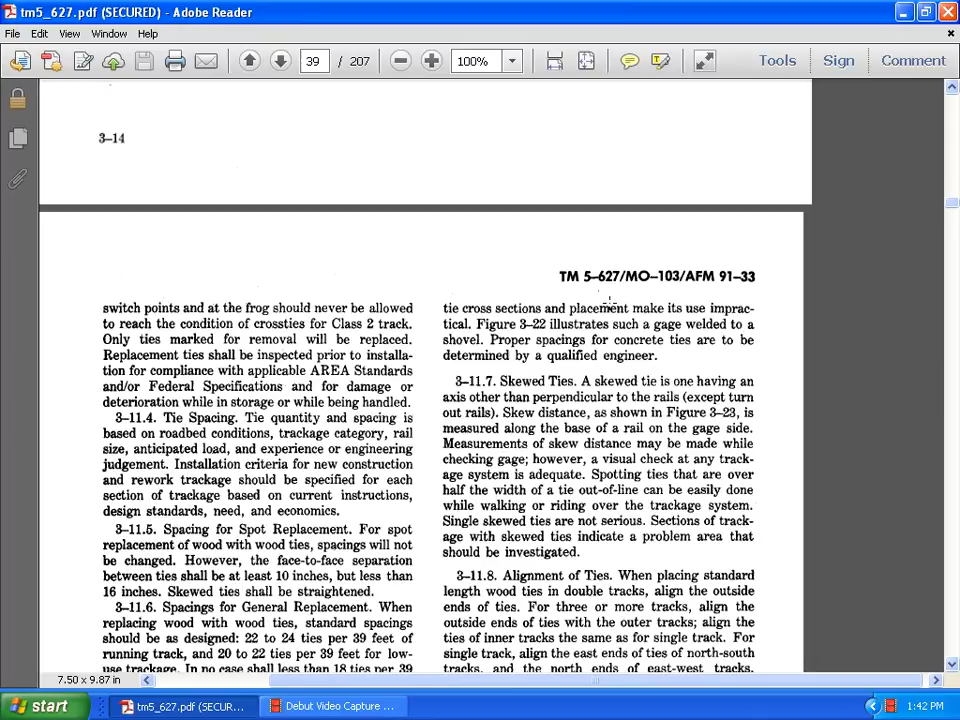 tm5_627.pdf (SECURED) - Adobe Reader
File Edit View Window Help
39 / 207 100% Tools Sign Comment
3-14
TM 5-627/MO-103/AFM 91-33
switch points and at the frog should never be allowed
to reach the condition of crossties for Class 2 track.
Only ties marked for removal will be replaced.
Replacement ties shall be inspected prior to installa-
tion for compliance with applicable AREA Standards
and/or Federal Specifications and for damage or
deterioration while in storage or while being handled.
3-11.4. Tie Spacing. Tie quantity and spacing is
based on roadbed conditions, trackage category, rail
size, anticipated load, and experience or engineering
judgement. Installation criteria for new construction
and rework trackage should be specified for each
section of trackage based on current instructions,
design standards, need, and economics.
3-11.5. Spacing for Spot Replacement. For spot
replacement of wood with wood ties, spacings will not
be changed. However, the face-to-face separation
between ties shall be at least 10 inches, but less than
16 inches. Skewed ties shall be straightened.
3-11.6. Spacings for General Replacement. When
replacing wood with wood ties, standard spacings
should be as designed: 22 to 24 ties per 39 feet of
running track, and 20 to 22 ties per 39 feet for low-
use trackage. In no case shall less than 18 ties per 39
tie cross sections and placement make its use imprac-
tical. Figure 3-22 illustrates such a gage welded to a
shovel. Proper spacings for concrete ties are to be
determined by a qualified engineer.
3-11.7. Skewed Ties. A skewed tie is one having an
axis other than perpendicular to the rails (except turn
out rails). Skew distance, as shown in Figure 3-23, is
measured along the base of a rail on the gage side.
Measurements of skew distance may be made while
checking gage; however, a visual check at any track-
age system is adequate. Spotting ties that are over
half the width of a tie out-of-line can be easily done
while walking or riding over the trackage system.
Single skewed ties are not serious. Sections of track-
age with skewed ties indicate a problem area that
should be investigated.
3-11.8. Alignment of Ties. When placing standard
length wood ties in double tracks, align the outside
ends of ties. For three or more tracks, align the
outside ends of ties with the outer tracks; align the
ties of inner tracks the same as for single track. For
single track, align the east ends of ties of north-south
tracks, and the north ends of east-west tracks.
7.50 x 9.87 in
start tm5_627.pdf (SECUR... Debut Video Capture ... 1:42 PM